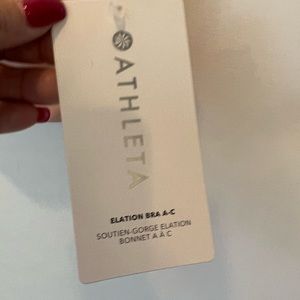 ATHLETA
ELATION BRA A-C
SOUTIEN-GORGE ELATION
BONNET A À C